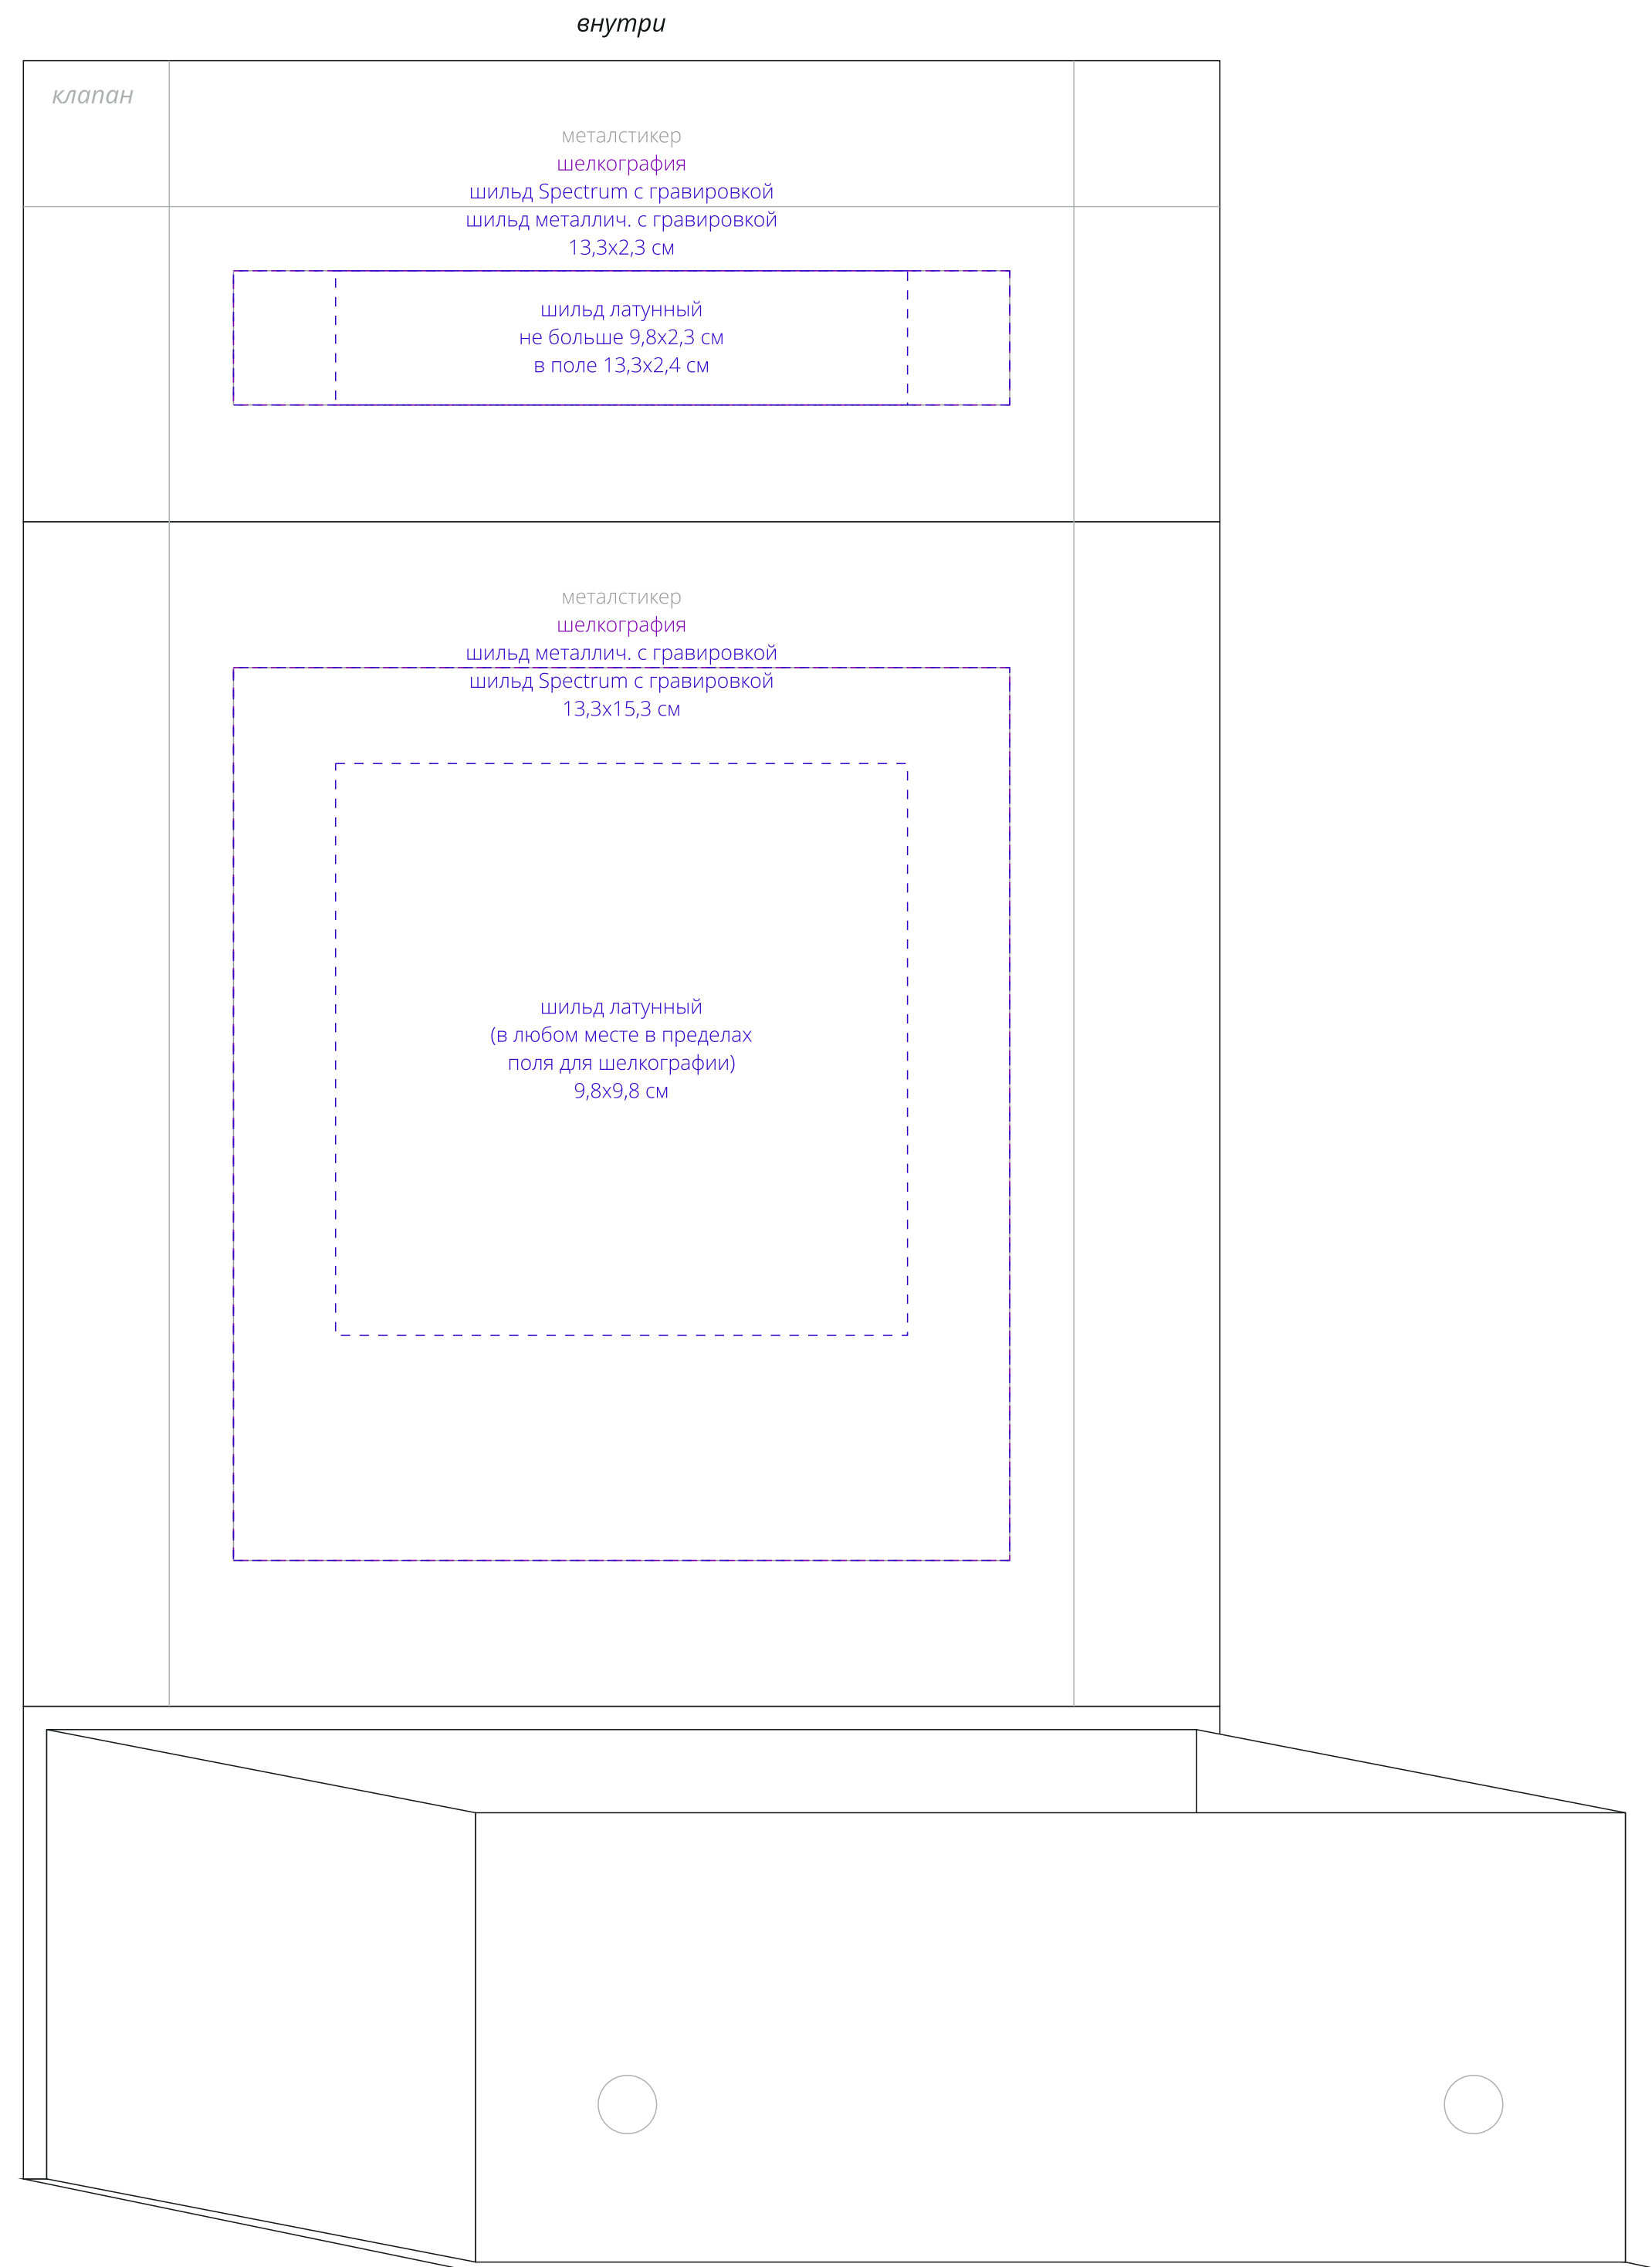 внутри
клапан
металстикер
шелкография
шильд Spectrum с гравировкой
шильд металлич. с гравировкой
13,3x2,3 см
шильд латунный
не больше 9,8x2,3 см
в поле 13,3x2,4 см
металстикер
шелкография
шильд металлич. с гравировкой
шильд Spectrum с гравировкой
13,3x15,3 см
шильд латунный
(в любом месте в пределах
поля для шелкографии)
9,8x9,8 см